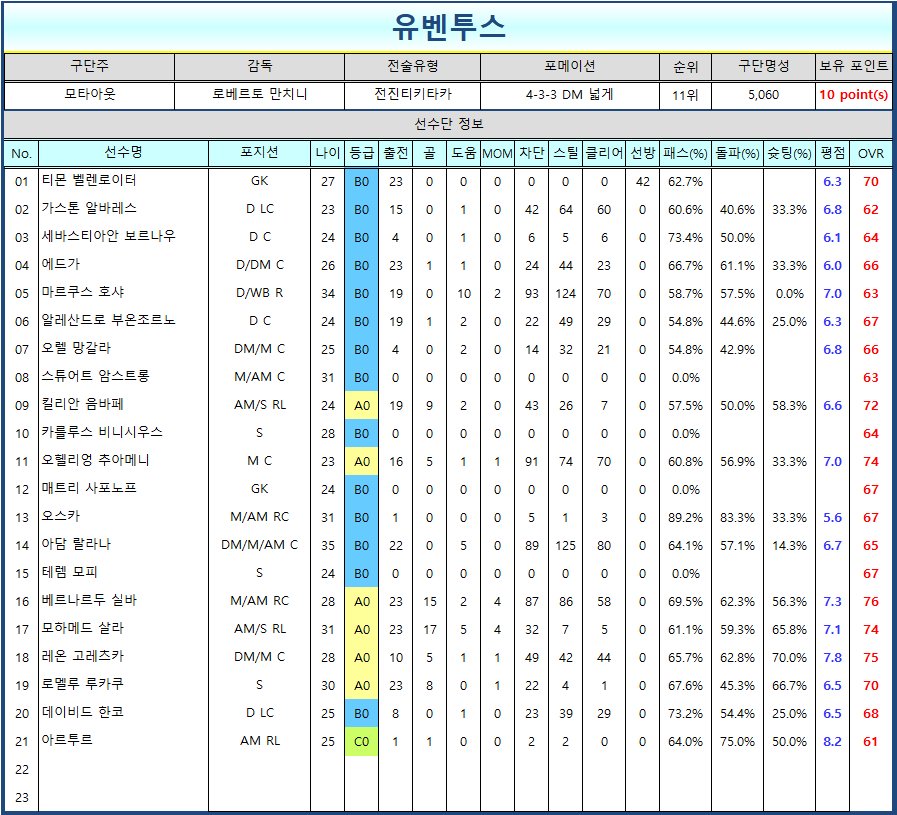 유벤투스
구단주 감독 전술유형 포메이션 순위 구단명성 보유 포인트
모타아웃 로베르토 만치니 전진티키타카 4-3-3 DM 넓게 11위 5,060 10 point(s)
선수단 정보
No. 선수명 포지션 나이 등급 출전 골 도움 MOM 차단 스틸 클리어 선방 패스(%) 돌파(%) 슛팅(%) 평점 OVR
01 티몬 벨렌로이터 GK 27 B0 23 0 0 0 0 0 0 42 62.7% 6.3 70
02 가스톤 알바레스 D LC 23 B0 15 0 1 0 42 64 60 0 60.6% 40.6% 33.3% 6.8 62
03 세바스티아안 보르나우 D C 24 B0 4 0 1 0 6 5 6 0 73.4% 50.0% 6.1 64
04 에드가 D/DM C 26 B0 23 1 1 0 24 44 23 0 66.7% 61.1% 33.3% 6.0 66
05 마르쿠스 호샤 D/WB R 34 B0 19 0 10 2 93 124 70 0 58.7% 57.5% 0.0% 7.0 63
06 알레산드로 부온조르노 D C 24 B0 19 1 2 0 22 49 29 0 54.8% 44.6% 25.0% 6.3 67
07 오렐 망갈라 DM/M C 25 B0 4 0 2 0 14 32 21 0 54.8% 42.9% 6.8 66
08 스튜어트 암스트롱 M/AM C 31 B0 0 0 0 0 0 0 0 0 0.0% 63
09 킬리안 음바페 AM/S RL 24 A0 19 9 2 0 43 26 7 0 57.5% 50.0% 58.3% 6.6 72
10 카를루스 비니시우스 S 28 B0 0 0 0 0 0 0 0 0 0.0% 64
11 오헬리엉 추아메니 M C 23 A0 16 5 1 1 91 74 70 0 60.8% 56.9% 33.3% 7.0 74
12 매트리 사포노프 GK 24 B0 0 0 0 0 0 0 0 0 0.0% 67
13 오스카 M/AM RC 31 B0 1 0 0 0 5 1 3 0 89.2% 83.3% 33.3% 5.6 67
14 아담 랄라나 DM/M/AM C 35 B0 22 0 5 0 89 125 80 0 64.1% 57.1% 14.3% 6.7 65
15 테렘 모피 S 24 B0 0 0 0 0 0 0 0 0 0.0% 67
16 베르나르두 실바 M/AM RC 28 A0 23 15 2 4 87 86 58 0 69.5% 62.3% 56.3% 7.3 76
17 모하메드 살라 AM/S RL 31 A0 23 17 5 4 32 7 5 0 61.1% 59.3% 65.8% 7.1 74
18 레온 고레츠카 DM/M C 28 A0 10 5 1 1 49 42 44 0 65.7% 62.8% 70.0% 7.8 75
19 로멜루 루카쿠 S 30 A0 23 8 0 1 22 4 1 0 67.6% 45.3% 66.7% 6.5 70
20 데이비드 한코 D LC 25 B0 8 0 1 0 23 39 29 0 73.2% 54.4% 25.0% 6.5 68
21 아르투르 AM RL 25 C0 1 1 0 0 2 2 0 0 64.0% 75.0% 50.0% 8.2 61
22
23